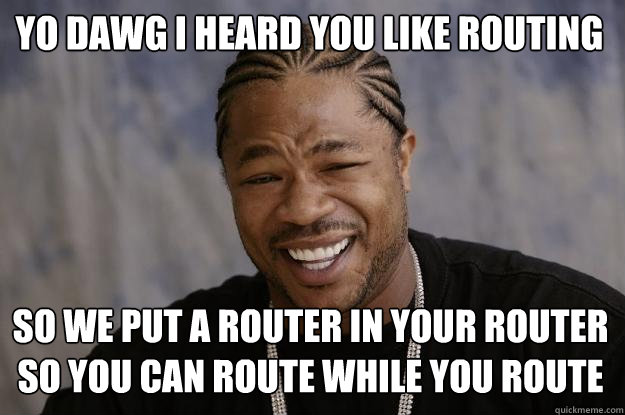 YO DAWG I HEARD YOU LIKE ROUTING
SO WE PUT A ROUTER IN YOUR ROUTER
SO YOU CAN ROUTE WHILE YOU ROUTE
quickmeme.com